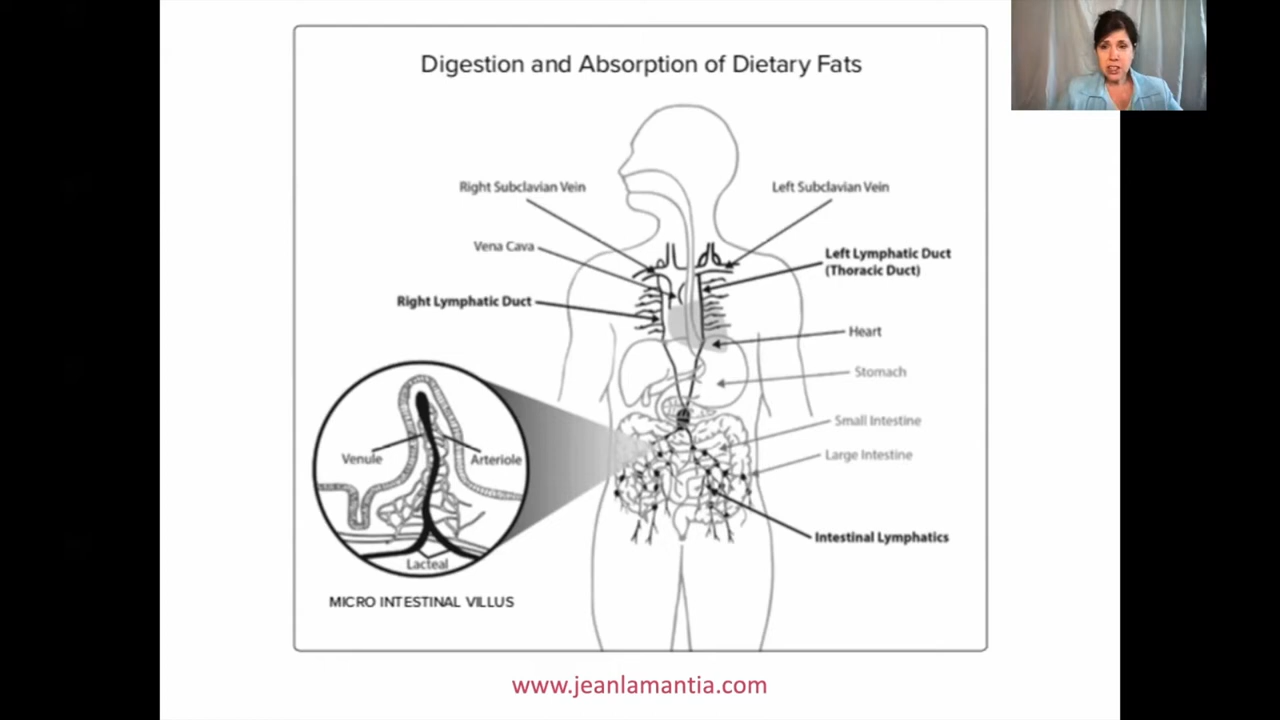 Digestion and Absorption of Dietary Fats
Right Subclavian Vein
Left Subclavian Vein
Vena Cava
Left Lymphatic Duct
(Thoracic Duct)
Right Lymphatic Duct
Heart
Stomach
Small Intestine
Large Intestine
Venule
Arteriole
Intestinal Lymphatics
Lacteal
MICRO INTESTINAL VILLUS
www.jeanlamantia.com